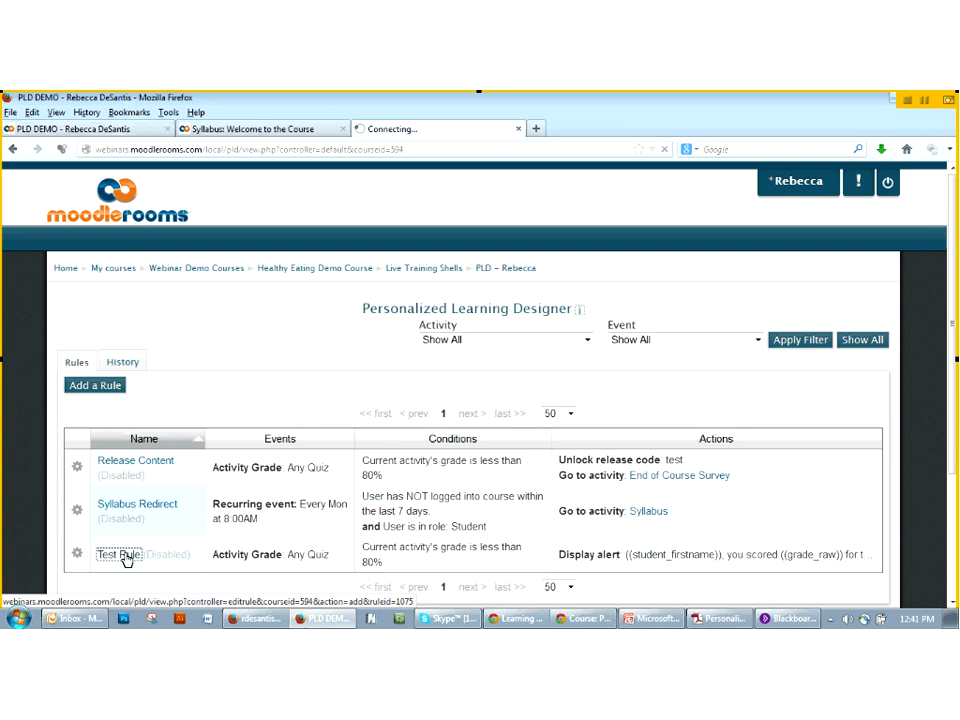 PLD DEMO - Rebecca DeSantis - Mozilla Firefox
File Edit View History Bookmarks Tools Help
PLD DEMO - Rebecca DeSantis × Syllabus: Welcome to the Course × Connecting... × +
webinars.moodlerooms.com/local/pld/view.php?controller=default&courseid=594 Google
moodlerooms
Rebecca ! 
Home My courses Webinar Demo Courses Healthy Eating Demo Course Live Training Shells PLD - Rebecca
Personalized Learning Designer
Activity Event
Show All Show All Apply Filter Show All
Rules History
Add a Rule
<< first < prev 1 next > last >> 50
Name Events Conditions Actions
Release Content
(Disabled)
Activity Grade: Any Quiz
Current activity's grade is less than
80%
Unlock release code: test
Go to activity: End of Course Survey
Syllabus Redirect
(Disabled)
Recurring event: Every Mon
at 8:00AM
User has NOT logged into course within
the last 7 days.
and User is in role: Student
Go to activity: Syllabus
Test Rule (Disabled)
Activity Grade: Any Quiz
Current activity's grade is less than
80%
Display alert: ((student_firstname)), you scored ((grade_raw)) for t...
<< first < prev 1 next > last >> 50
webinars.moodlerooms.com/local/pld/view.php?controller=editrule&courseid=594&action=add&ruleid=1075
Inbox - M... rdesantis... PLD DEM... Skype™ [1... Learning ... Course: P... Microsoft... Personali... Blackboar... 12:41 PM